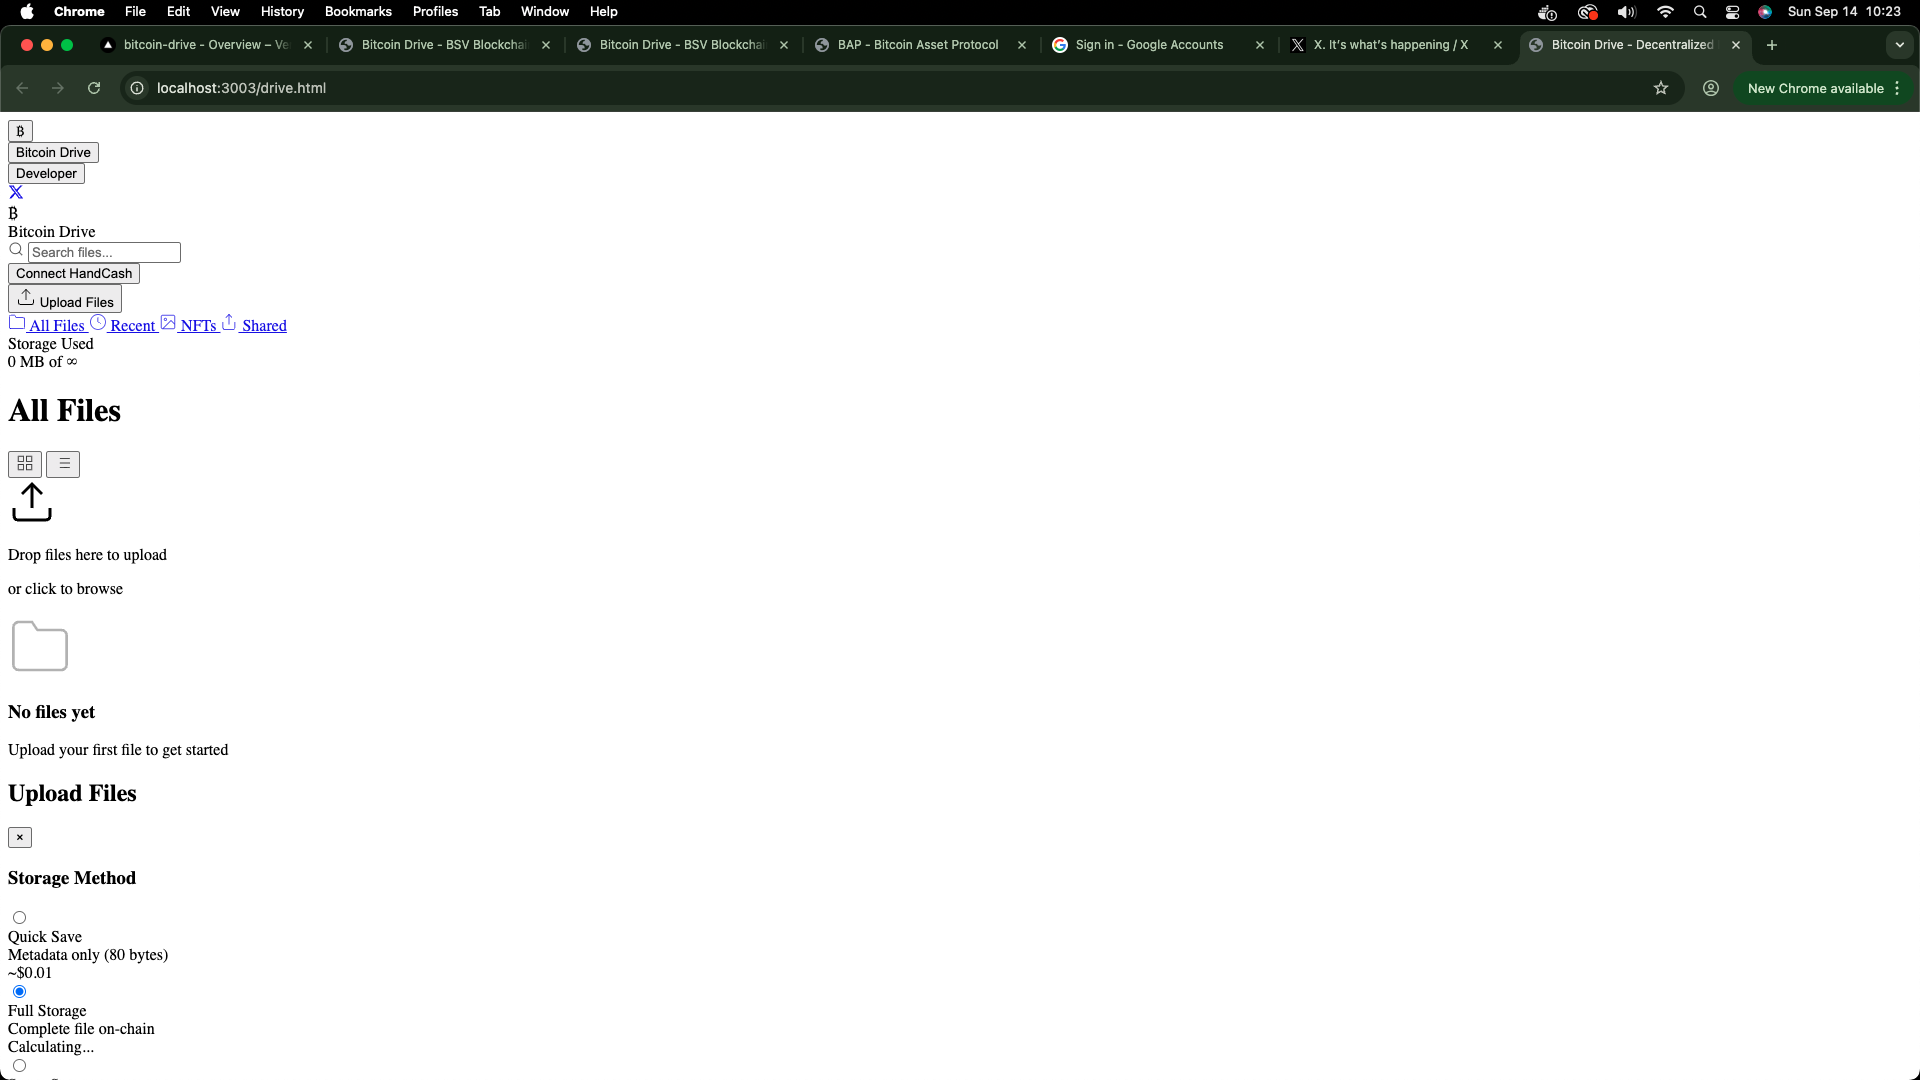 Chrome File Edit View History Bookmarks Profiles Tab Window Help Sun Sep 14 10:23
bitcoin-drive - Overview – Ve
Bitcoin Drive - BSV Blockchai
Bitcoin Drive - BSV Blockchai
BAP - Bitcoin Asset Protocol
Sign in - Google Accounts
X. It's what's happening / X
Bitcoin Drive - Decentralized
localhost:3003/drive.html
New Chrome available
₿
Bitcoin Drive
Developer
₿
Bitcoin Drive
Search files...
Connect HandCash
Upload Files
All Files Recent NFTs Shared
Storage Used
0 MB of ∞
All Files
Drop files here to upload
or click to browse
No files yet
Upload your first file to get started
Upload Files
×
Storage Method
Quick Save
Metadata only (80 bytes)
~$0.01
Full Storage
Complete file on-chain
Calculating...